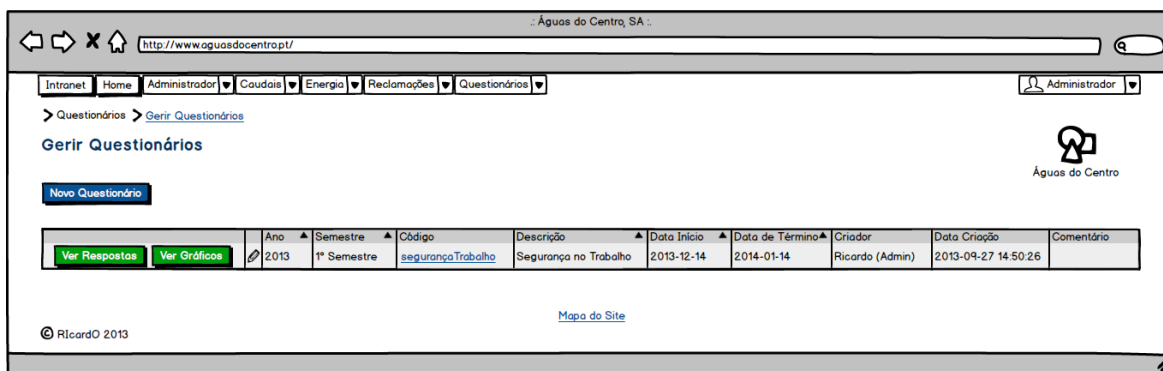 .: Águas do Centro, SA :.
http://www.aguasdocentro.pt/
Intranet Home Administrador Caudais Energia Reclamações Questionários Administrador
Questionários Gerir Questionários
Gerir Questionários
Águas do Centro
Novo Questionário
Ano Semestre Código Descrição Data Início Data de Término Criador Data Criação Comentário
Ver Respostas Ver Gráficos 2013 1º Semestre segurançaTrabalho Segurança no Trabalho 2013-12-14 2014-01-14 Ricardo (Admin) 2013-09-27 14:50:26
Mapa do Site
© RIcardO 2013